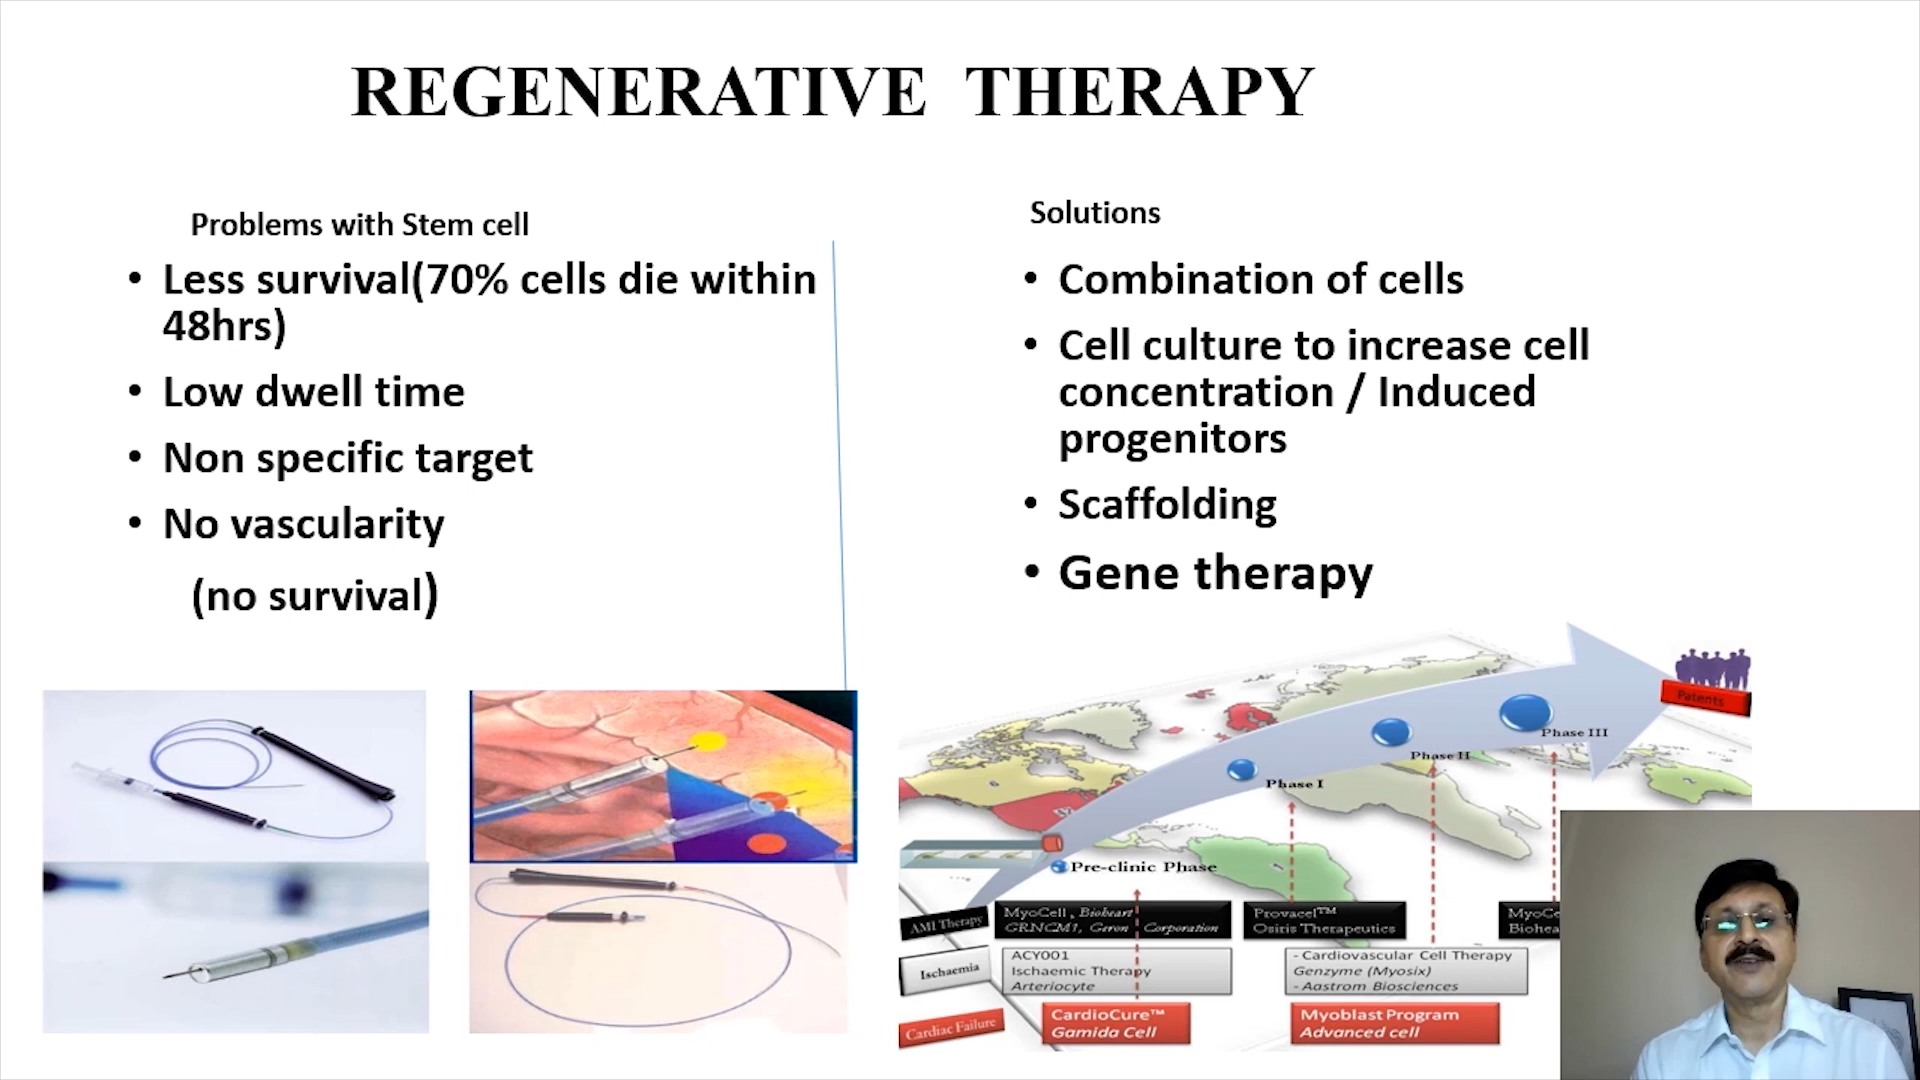 REGENERATIVE THERAPY
Problems with Stem cell
• Less survival(70% cells die within
48hrs)
• Low dwell time
• Non specific target
• No vascularity
(no survival)
Solutions
• Combination of cells
• Cell culture to increase cell
concentration / Induced
progenitors
• Scaffolding
• Gene therapy
Patents
Phase III
Phase II
Phase I
Pre-clinic Phase
AMI Therapy
MyoCell , Bioheart
GRNCM1, Geron Corporation
Provacel™
Osiris Therapeutics
MyoCe
Biohea
Ischaemia
ACY001
Ischaemic Therapy
Arteriocyte
- Cardiovascular Cell Therapy
Genzyme (Myosix)
- Aastrom Biosciences
Cardiac Failure
CardioCure™
Gamida Cell
Myoblast Program
Advanced cell